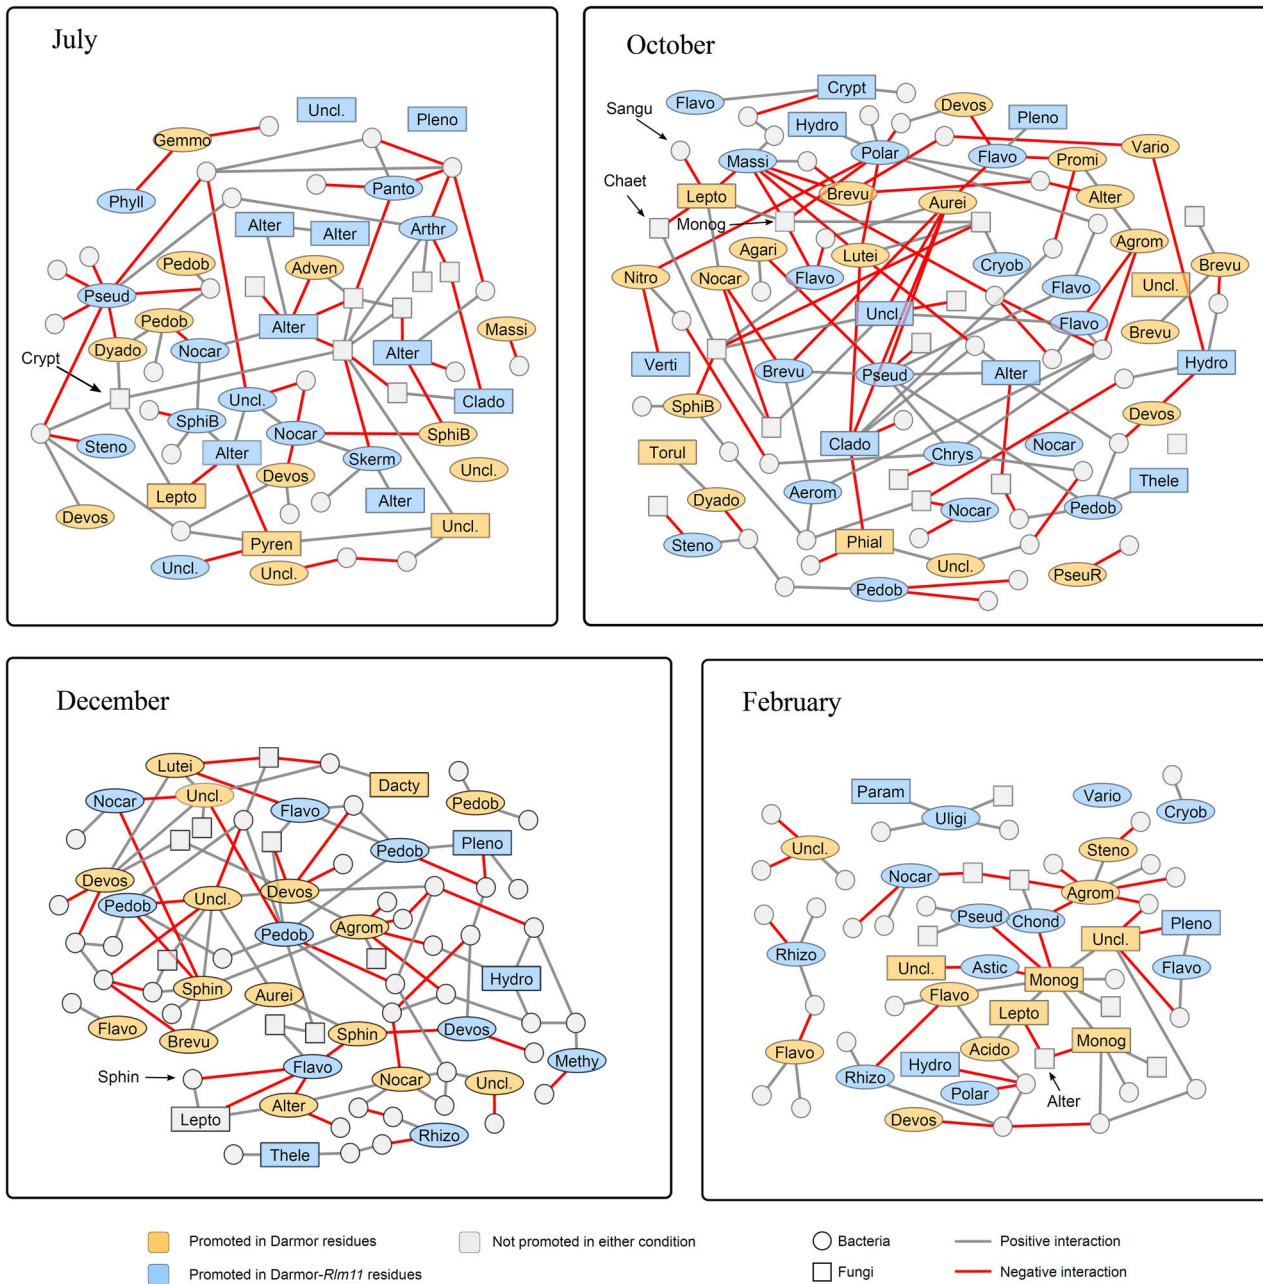 July
Uncl.
Pleno
Gemmo
Phyll
Panto
Alter
Alter
Arthr
Pedob
Adven
Pseud
Pedob
Alter
Massi
Dyado
Nocar
Alter
Crypt
Uncl.
Clado
SphiB
Nocar
SphiB
Steno
Alter
Skerm
Uncl.
Devos
Lepto
Alter
Devos
Uncl.
Pyren
Uncl.
Uncl.
October
Crypt
Flavo
Devos
Sangu
Hydro
Pleno
Vario
Massi
Polar
Flavo
Promi
Chaet
Lepto
Brevu
Aurei
Alter
Monog
Agari
Lutei
Agrom
Nitro
Nocar
Flavo
Cryob
Brevu
Flavo
Uncl.
Uncl.
Flavo
Brevu
Verti
Brevu
Pseud
Alter
Hydro
SphiB
Devos
Torul
Clado
Chrys
Nocar
Thele
Dyado
Aerom
Nocar
Pedob
Steno
Phial
Uncl.
PseuR
Pedob
December
Lutei
Dacty
Nocar
Uncl.
Flavo
Pedob
Pedob
Pleno
Devos
Pedob
Uncl.
Devos
Pedob
Agrom
Sphin
Aurei
Hydro
Flavo
Brevu
Sphin
Devos
Methy
Sphin
Flavo
Nocar
Uncl.
Lepto
Alter
Thele
Rhizo
February
Param
Vario
Uligi
Cryob
Uncl.
Steno
Nocar
Agrom
Pseud
Chond
Pleno
Rhizo
Uncl.
Uncl.
Astic
Monog
Flavo
Flavo
Lepto
Flavo
Acido
Monog
Rhizo
Hydro
Polar
Alter
Devos
Promoted in Darmor residues
Not promoted in either condition
Bacteria
Positive interaction
Promoted in Darmor-Rlm11 residues
Fungi
Negative interaction